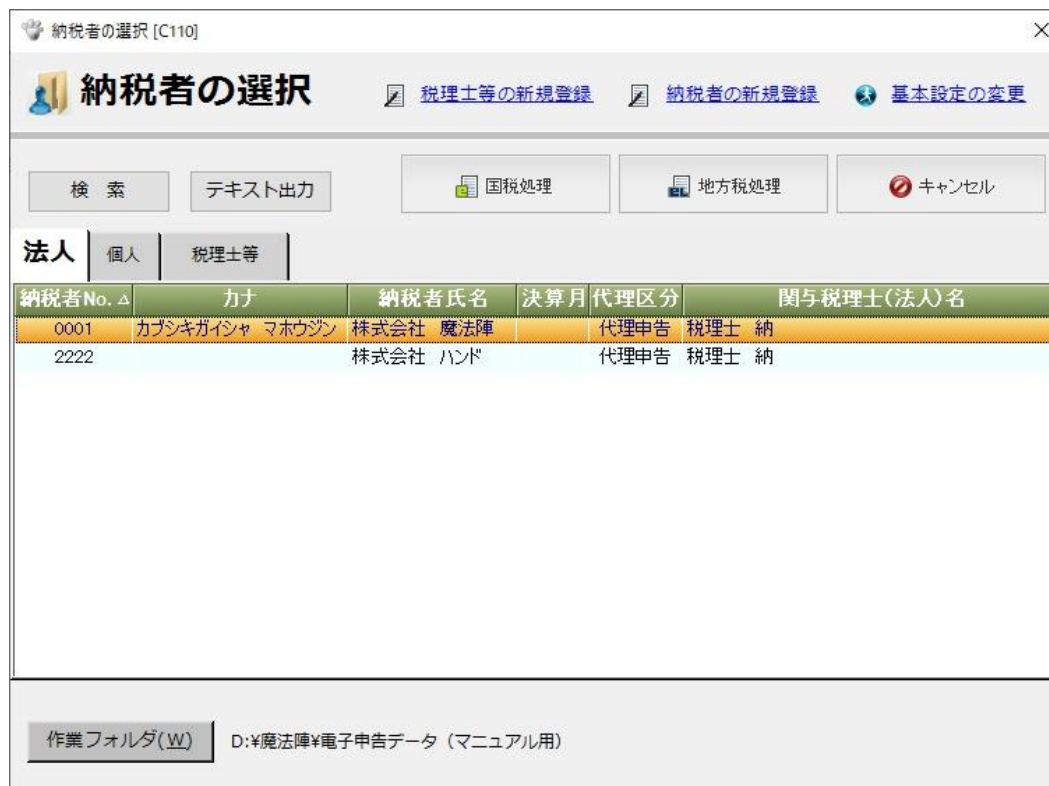 納税者の選択 [C110]
納税者の選択 税理士等の新規登録 納税者の新規登録 基本設定の変更
検 索 テキスト出力 国税処理 地方税処理 キャンセル
法人 個人 税理士等
納税者No. △ カナ 納税者氏名 決算月 代理区分 関与税理士(法人)名
0001 カブシキガイシャ マホウジン 株式会社 魔法陣 代理申告 税理士 納
2222 株式会社 ハンド 代理申告 税理士 納
作業フォルダ(W) D:¥魔法陣¥電子申告データ（マニュアル用）